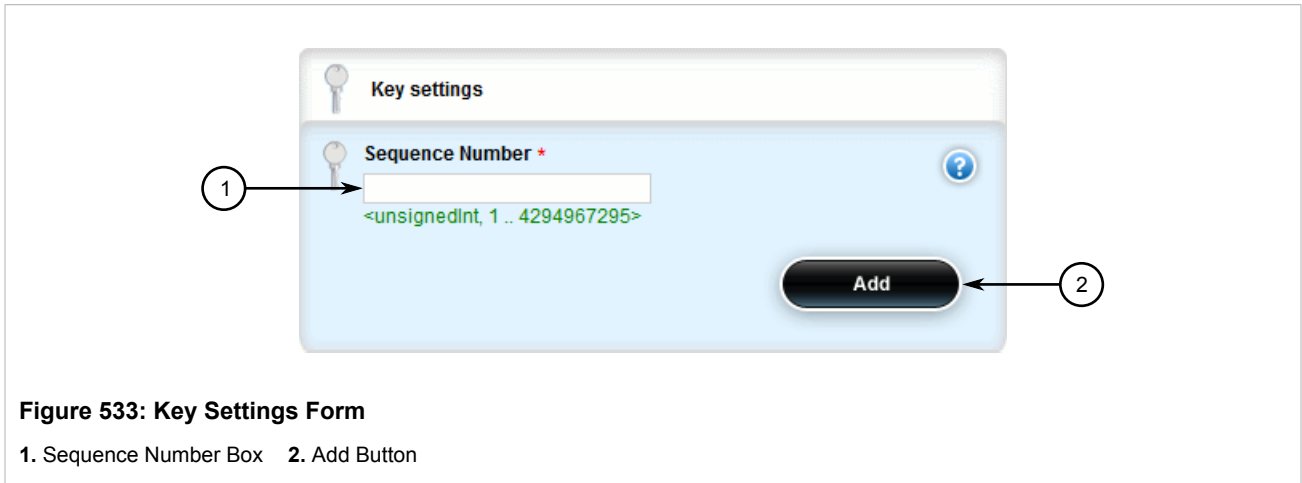 Key settings
Sequence Number *
1
<unsignedInt, 1 .. 4294967295>
?
Add
2
Figure 533: Key Settings Form
1. Sequence Number Box 2. Add Button